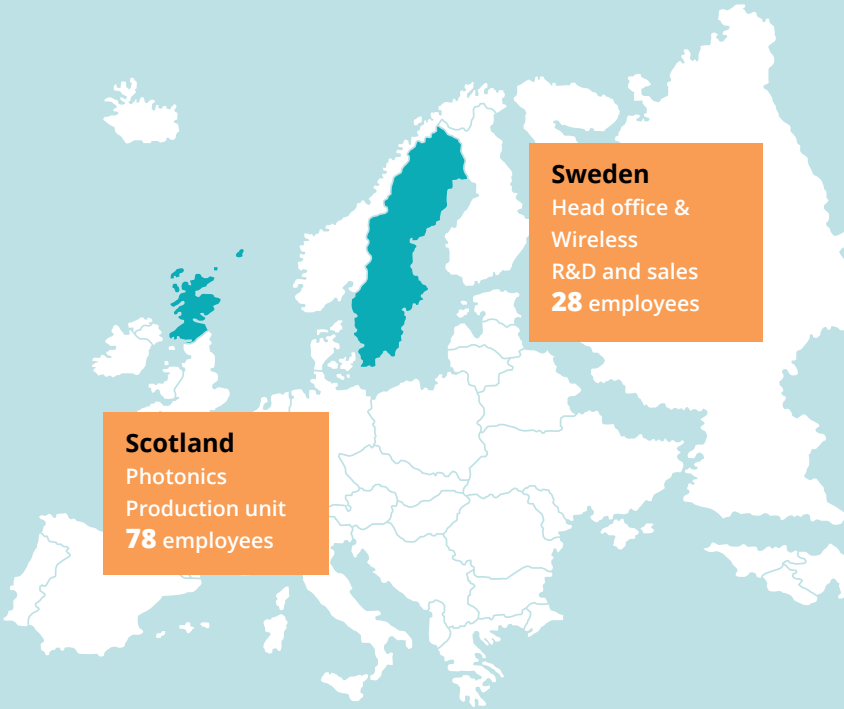 Sweden
Head office &
Wireless
R&D and sales
28 employees
Scotland
Photonics
Production unit
78 employees